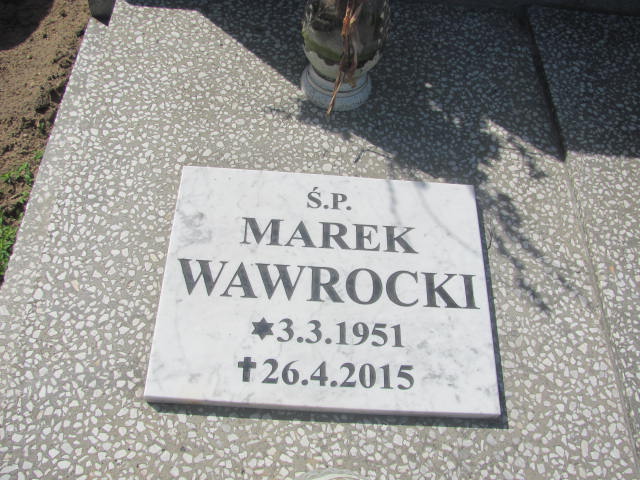 Ś.P.
MAREK
WAWROCKI
✶3.3.1951
✝26.4.2015